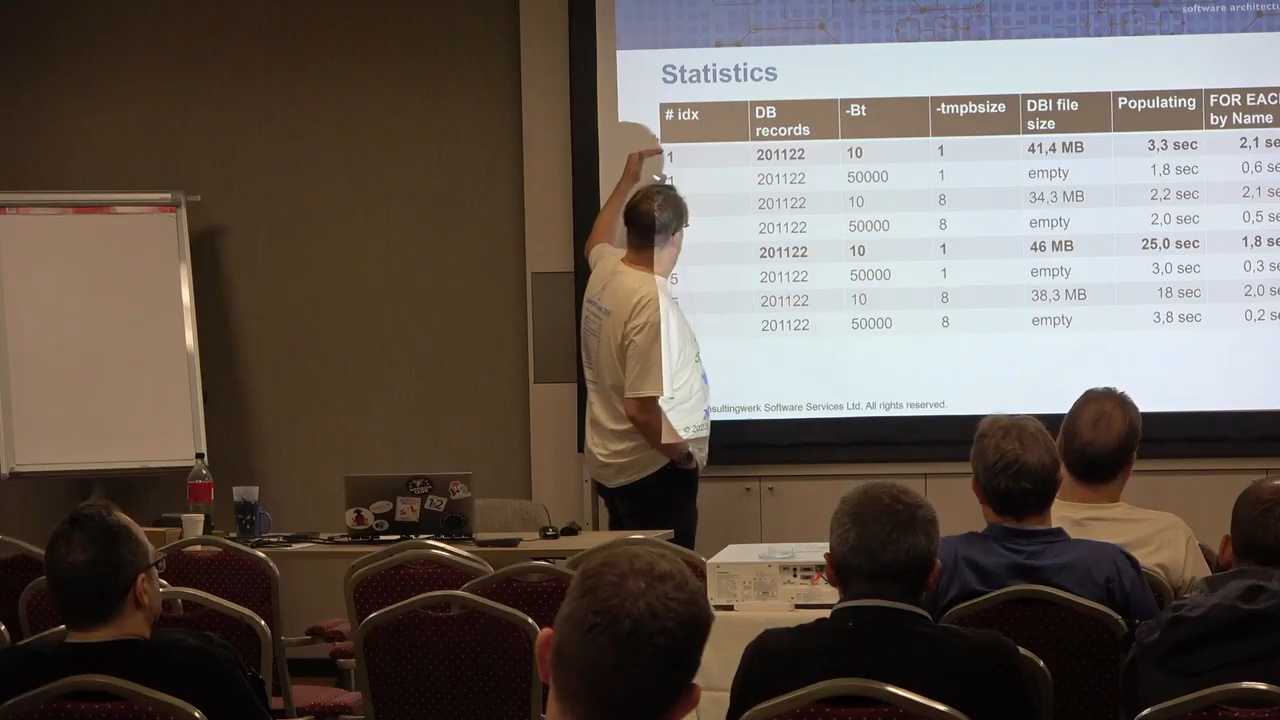 software architectu
Statistics
# idx DB records -Bt -tmpbsize DBI file size Populating FOR EAC by Name
1 201122 10 1 41,4 MB 3,3 sec 2,1 se
1 201122 50000 1 empty 1,8 sec 0,6 se
201122 10 8 34,3 MB 2,2 sec 2,1 se
201122 50000 8 empty 2,0 sec 0,5 se
201122 10 1 46 MB 25,0 sec 1,8 se
5 201122 50000 1 empty 3,0 sec 0,3 se
201122 10 8 38,3 MB 18 sec 2,0 se
201122 50000 8 empty 3,8 sec 0,2 se
© 2023 nsultingwerk Software Services Ltd. All rights reserved.